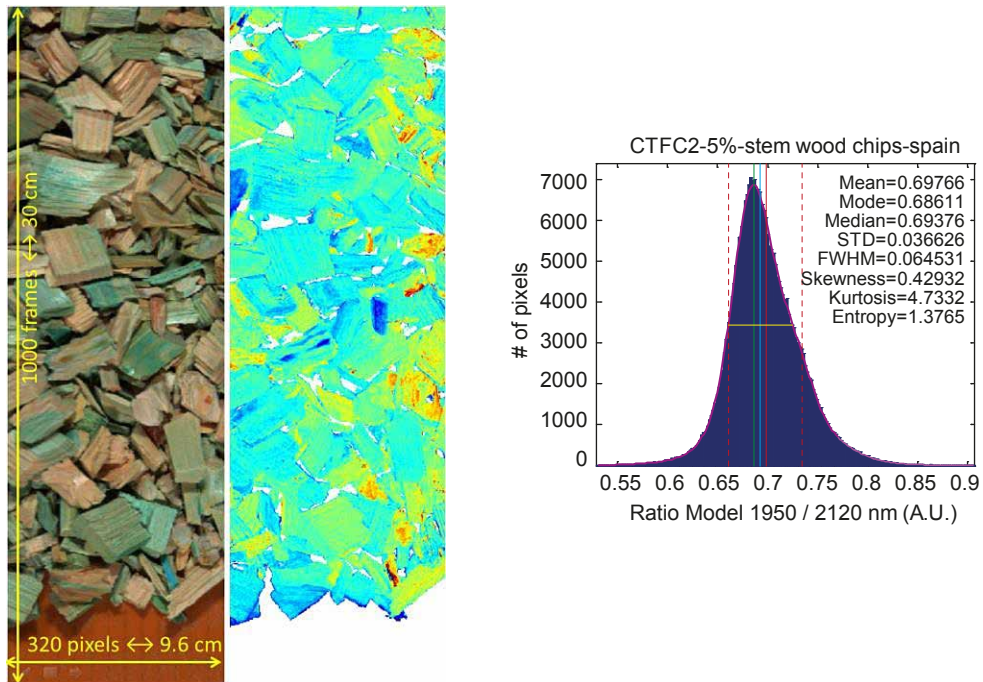 1000 frames ↔ 30 cm
320 pixels ↔ 9.6 cm
CTFC2-5%-stem wood chips-spain
Mean=0.69766
Mode=0.68611
Median=0.69376
STD=0.036626
FWHM=0.064531
Skewness=0.42932
Kurtosis=4.7332
Entropy=1.3765
# of pixels
7000
6000
5000
4000
3000
2000
1000
0
0.55 0.6 0.65 0.7 0.75 0.8 0.85 0.9
Ratio Model 1950 / 2120 nm (A.U.)